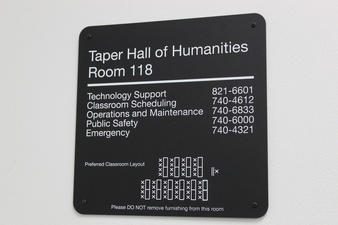 Taper Hall of Humanities
Room 118
Technology Support 821-6601
Classroom Scheduling 740-4612
Operations and Maintenance 740-6833
Public Safety 740-6000
Emergency 740-4321
Preferred Classroom Layout
Please DO NOT remove furnishing from this room